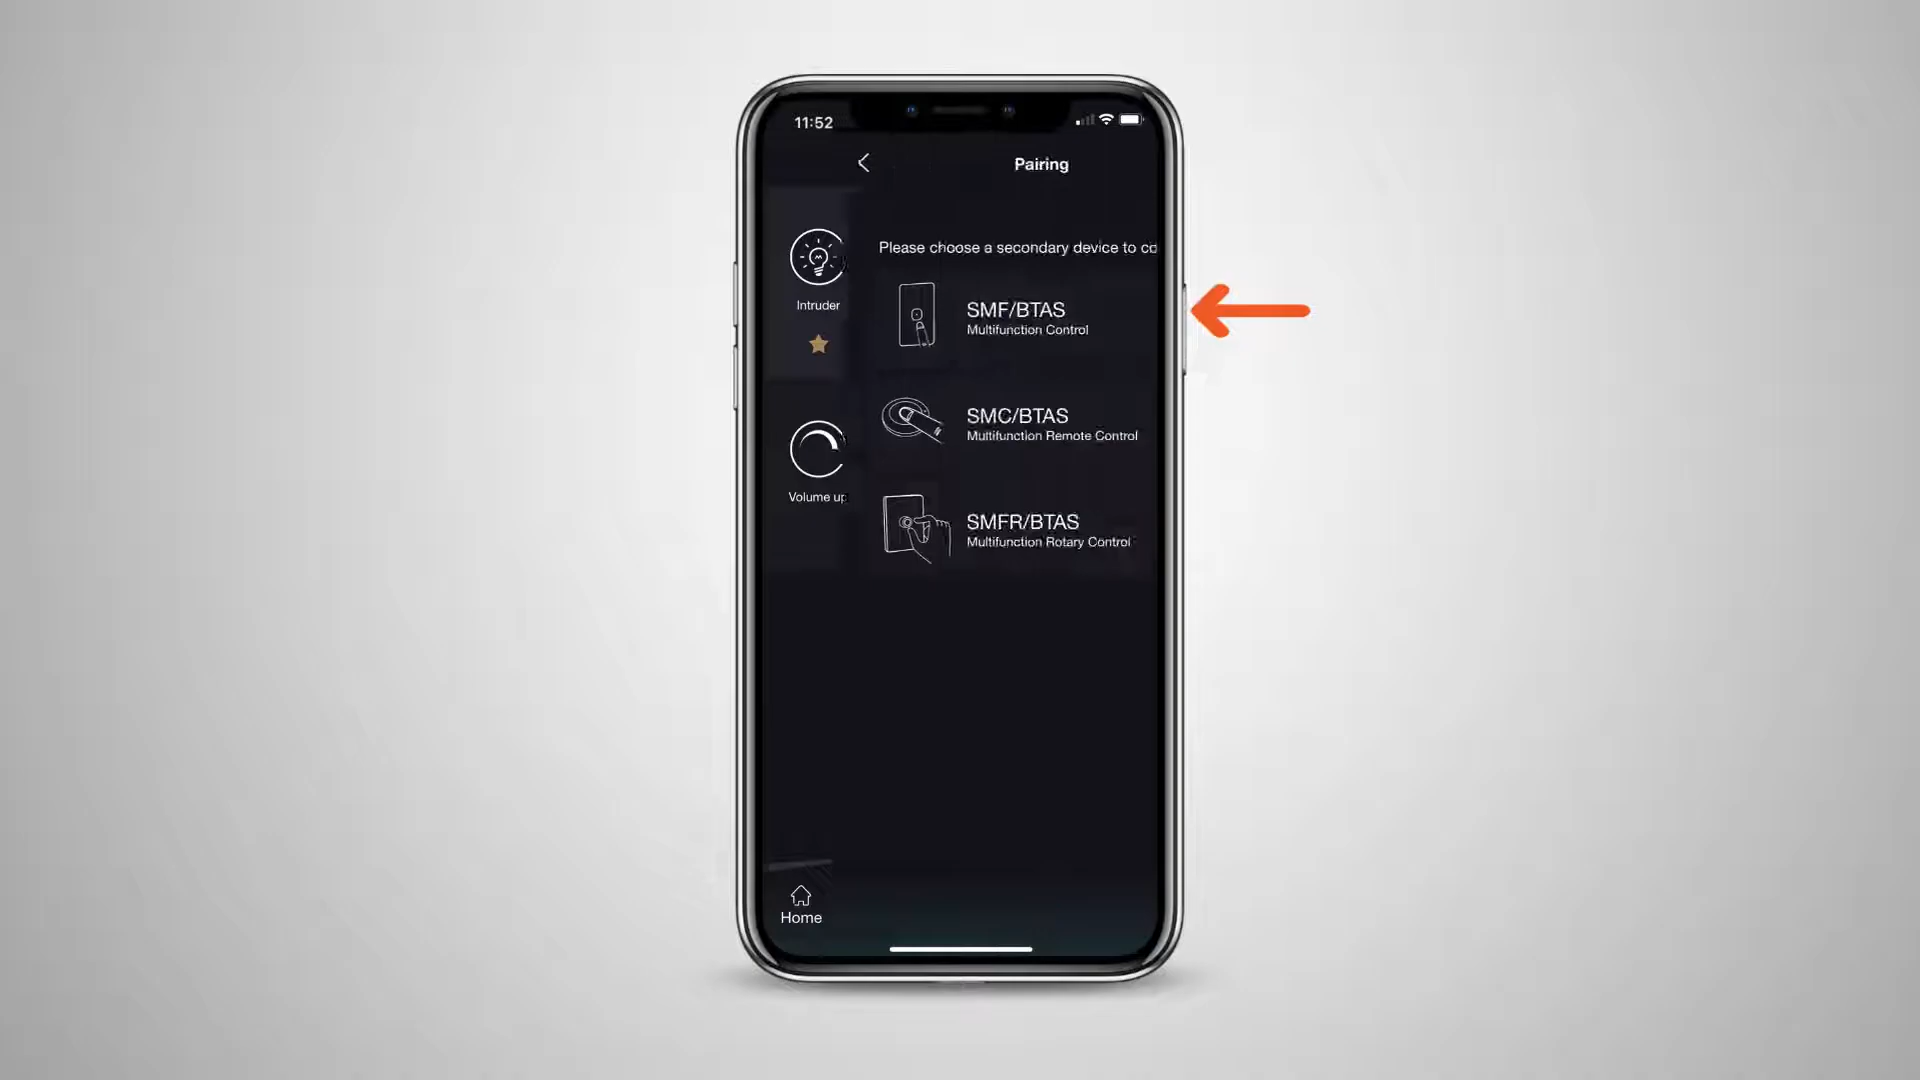 11:52
Pairing
Please choose a secondary device to co
Intruder
SMF/BTAS
Multifunction Control
SMC/BTAS
Multifunction Remote Control
Volume up
SMFR/BTAS
Multifunction Rotary Control
Home